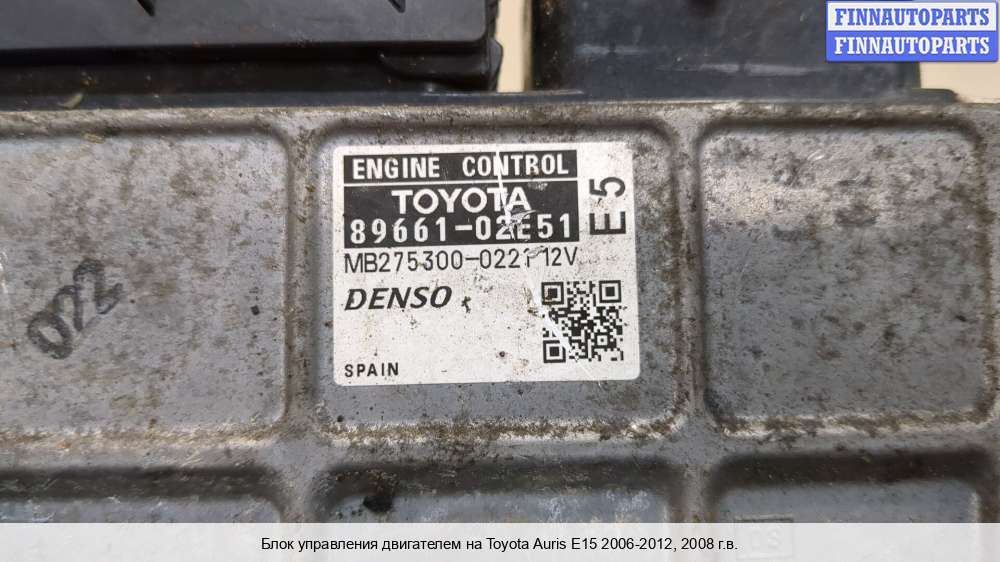 FINNAUTOPARTS
FINNAUTOPARTS
ENGINE CONTROL
TOYOTA
89661-02E51
E5
MB275300-0221 12V
DENSO
SPAIN
022
DS
Блок управления двигателем на Toyota Auris E15 2006-2012, 2008 г.в.